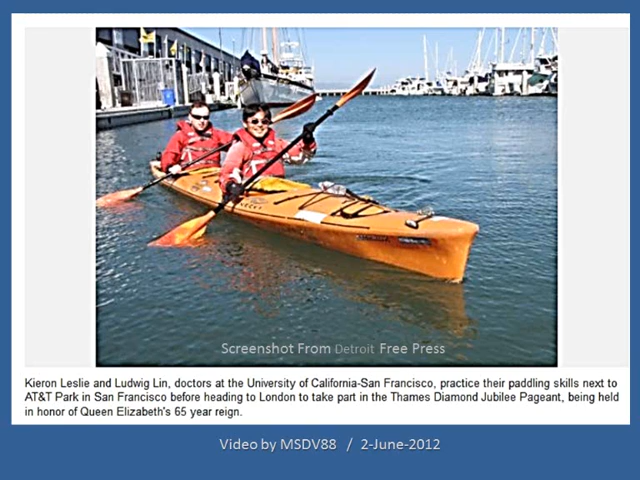 Screenshot From Detroit Free Press
Kieron Leslie and Ludwig Lin, doctors at the University of California-San Francisco, practice their paddling skills next to
AT&T Park in San Francisco before heading to London to take part in the Thames Diamond Jubilee Pageant, being held
in honor of Queen Elizabeth's 65 year reign.
Video by MSDV88 / 2-June-2012